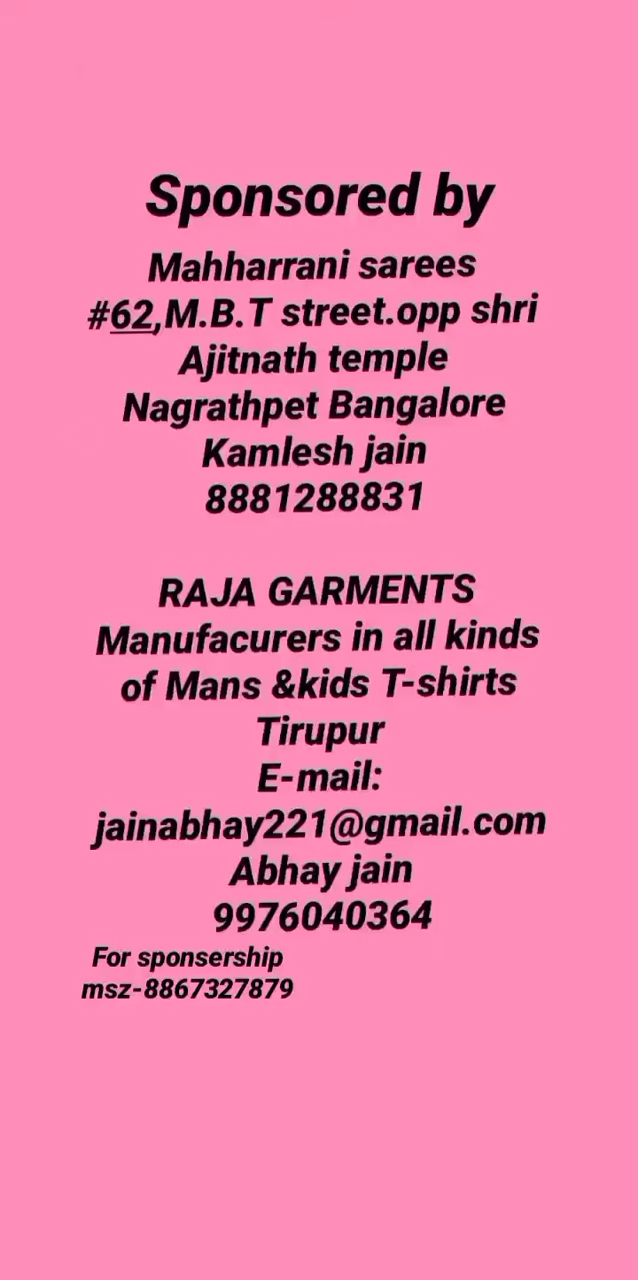 Sponsored by
Mahharrani sarees
#62,M.B.T street.opp shri
Ajitnath temple
Nagrathpet Bangalore
Kamlesh jain
8881288831
RAJA GARMENTS
Manufacurers in all kinds
of Mans &kids T-shirts
Tirupur
E-mail:
jainabhay221@gmail.com
Abhay jain
9976040364
For sponsership
msz-8867327879